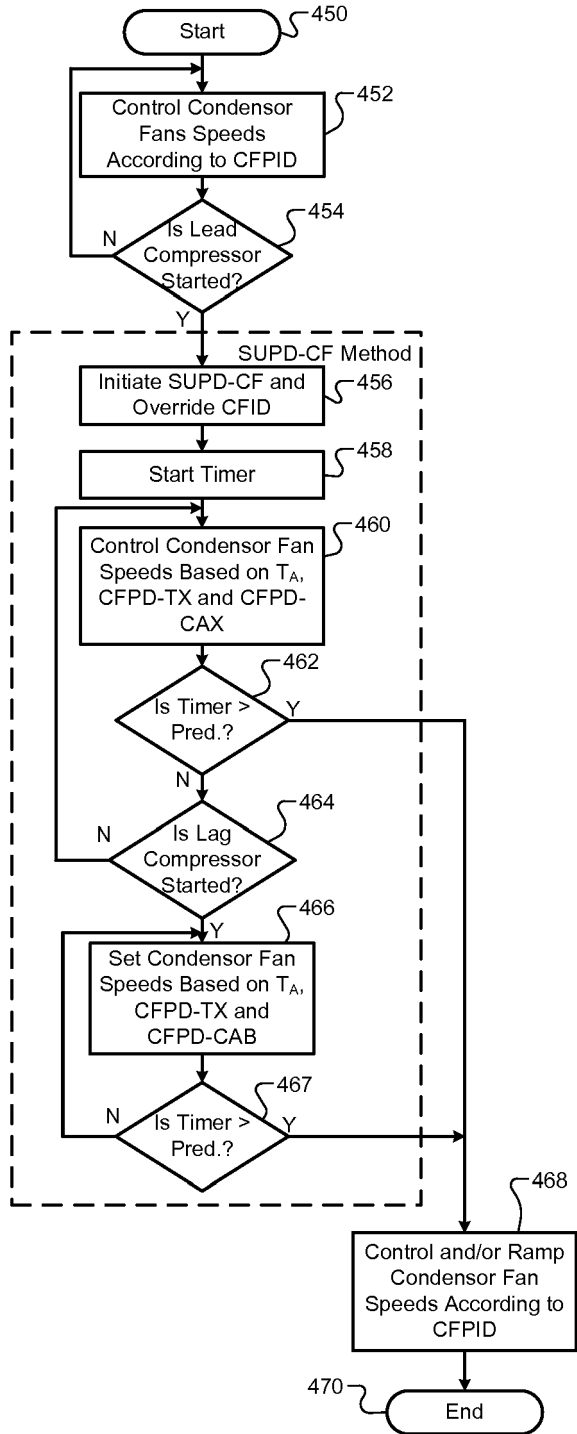 Start
450
Control Condensor
Fans Speeds
According to CFPID
452
Is Lead
Compressor
Started?
454
N
Y
SUPD-CF Method
Initiate SUPD-CF and
Override CFID
456
Start Timer
458
Control Condensor Fan
Speeds Based on TA,
CFPD-TX and CFPD-
CAX
460
Is Timer >
Pred.?
462
Y
N
Is Lag
Compressor
Started?
464
N
Y
Set Condensor Fan
Speeds Based on TA,
CFPD-TX and
CFPD-CAB
466
Is Timer >
Pred.?
467
N
Y
Control and/or Ramp
Condensor Fan
Speeds According to
CFPID
468
End
470